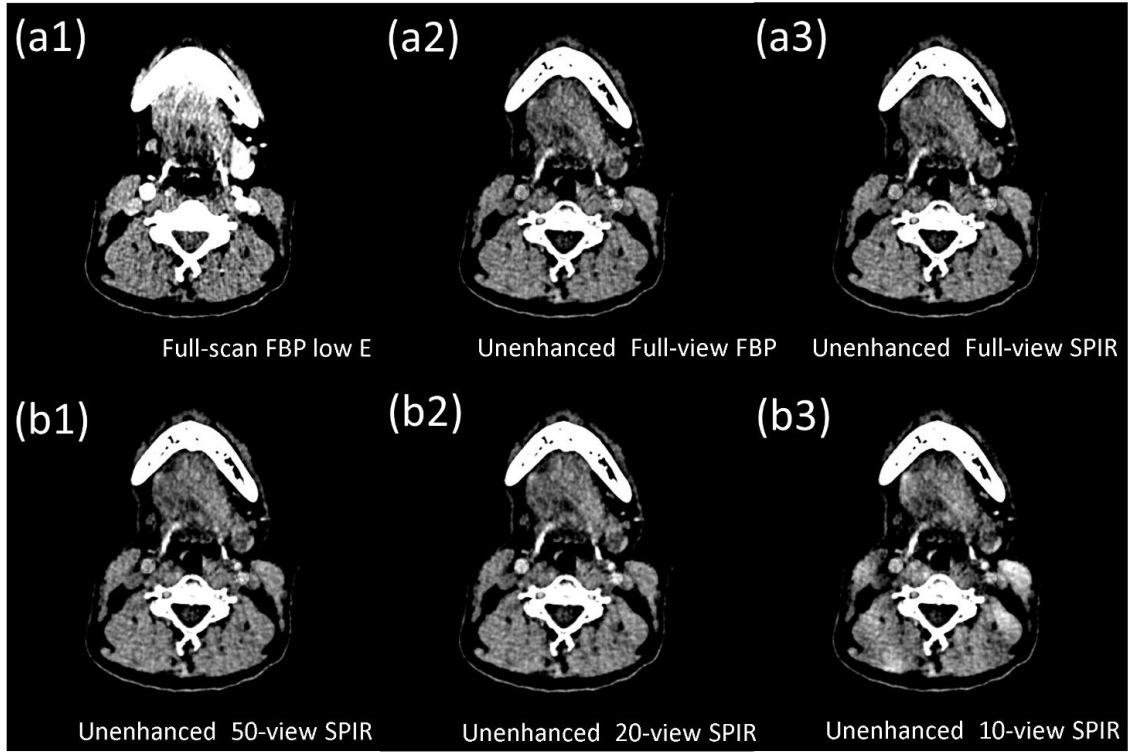 (a1)
(a2)
(a3)
Full-scan FBP low E
Unenhanced Full-view FBP
Unenhanced Full-view SPIR
(b1)
(b2)
(b3)
Unenhanced 50-view SPIR
Unenhanced 20-view SPIR
Unenhanced 10-view SPIR